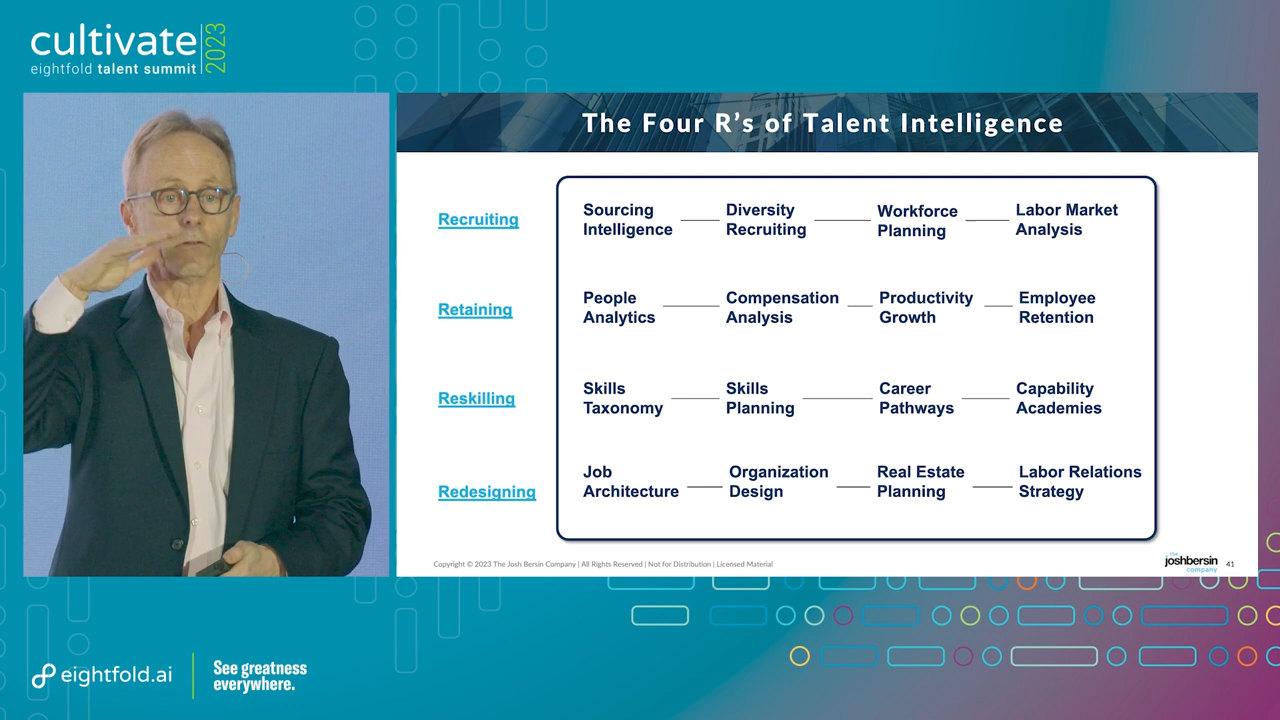 cultivate 2023
eightfold talent summit
The Four R's of Talent Intelligence
Recruiting
Sourcing
Intelligence
Diversity
Recruiting
Workforce
Planning
Labor Market
Analysis
Retaining
People
Analytics
Compensation
Analysis
Productivity
Growth
Employee
Retention
Reskilling
Skills
Taxonomy
Skills
Planning
Career
Pathways
Capability
Academies
Redesigning
Job
Architecture
Organization
Design
Real Estate
Planning
Labor Relations
Strategy
Copyright © 2023 The Josh Bersin Company | All Rights Reserved | Not for Distribution | Licensed Material
the
joshbersin
company
41
eightfold.ai
See greatness
everywhere.